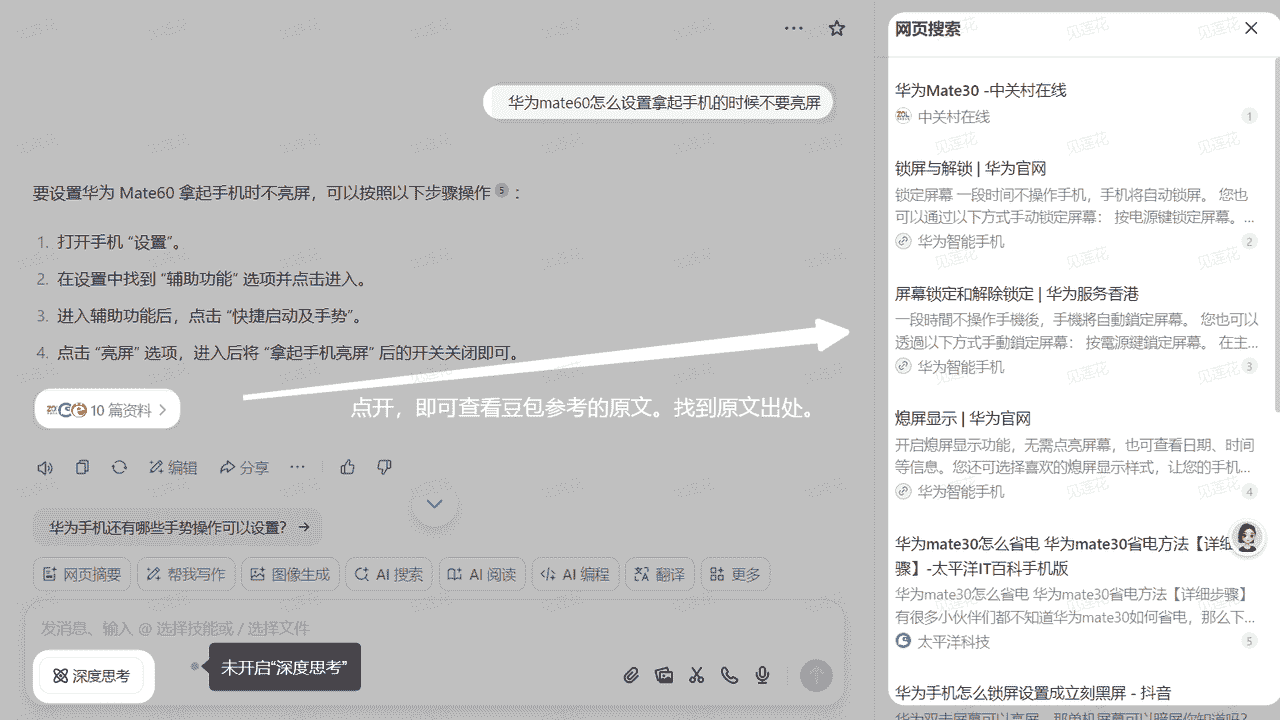 华为mate60怎么设置拿起手机的时候不要亮屏
要设置华为 Mate60 拿起手机时不亮屏，可以按照以下步骤操作 5 ：
1. 打开手机 “设置”。
2. 在设置中找到 “辅助功能” 选项并点击进入。
3. 进入辅助功能后，点击 “快捷启动及手势”。
4. 点击 “亮屏” 选项，进入后将 “拿起手机亮屏” 后的开关关闭即可。
10 篇资料
点开，即可查看豆包参考的原文。找到原文出处。
编辑 分享
华为手机还有哪些手势操作可以设置？ →
网页摘要 帮我写作 图像生成 AI 搜索 AI 阅读 AI 编程 翻译 更多
发消息、输入 @ 选择技能或 / 选择文件
深度思考
未开启“深度思考”
网页搜索
华为Mate30 -中关村在线
中关村在线 1
锁屏与解锁 | 华为官网
锁定屏幕 一段时间不操作手机，手机将自动锁屏。 您也
可以通过以下方式手动锁定屏幕： 按电源键锁定屏幕。...
华为智能手机 2
屏幕锁定和解除锁定 | 华为服务香港
一段時間不操作手機後，手機將自動鎖定屏幕。 您也可以
透過以下方式手動鎖定屏幕： 按電源鍵鎖定屏幕。 在主...
华为智能手机 3
熄屏显示 | 华为官网
开启熄屏显示功能，无需点亮屏幕，也可查看日期、时间
等信息。您还可选择喜欢的熄屏显示样式，让您的手机...
华为智能手机 4
华为mate30怎么省电 华为mate30省电方法【详细
骤】-太平洋IT百科手机版
华为mate30怎么省电 华为mate30省电方法【详细步骤】
有很多小伙伴们都不知道华为mate30如何省电，那么下...
太平洋科技 5
华为手机怎么锁屏设置成立刻黑屏 - 抖音
见莲花